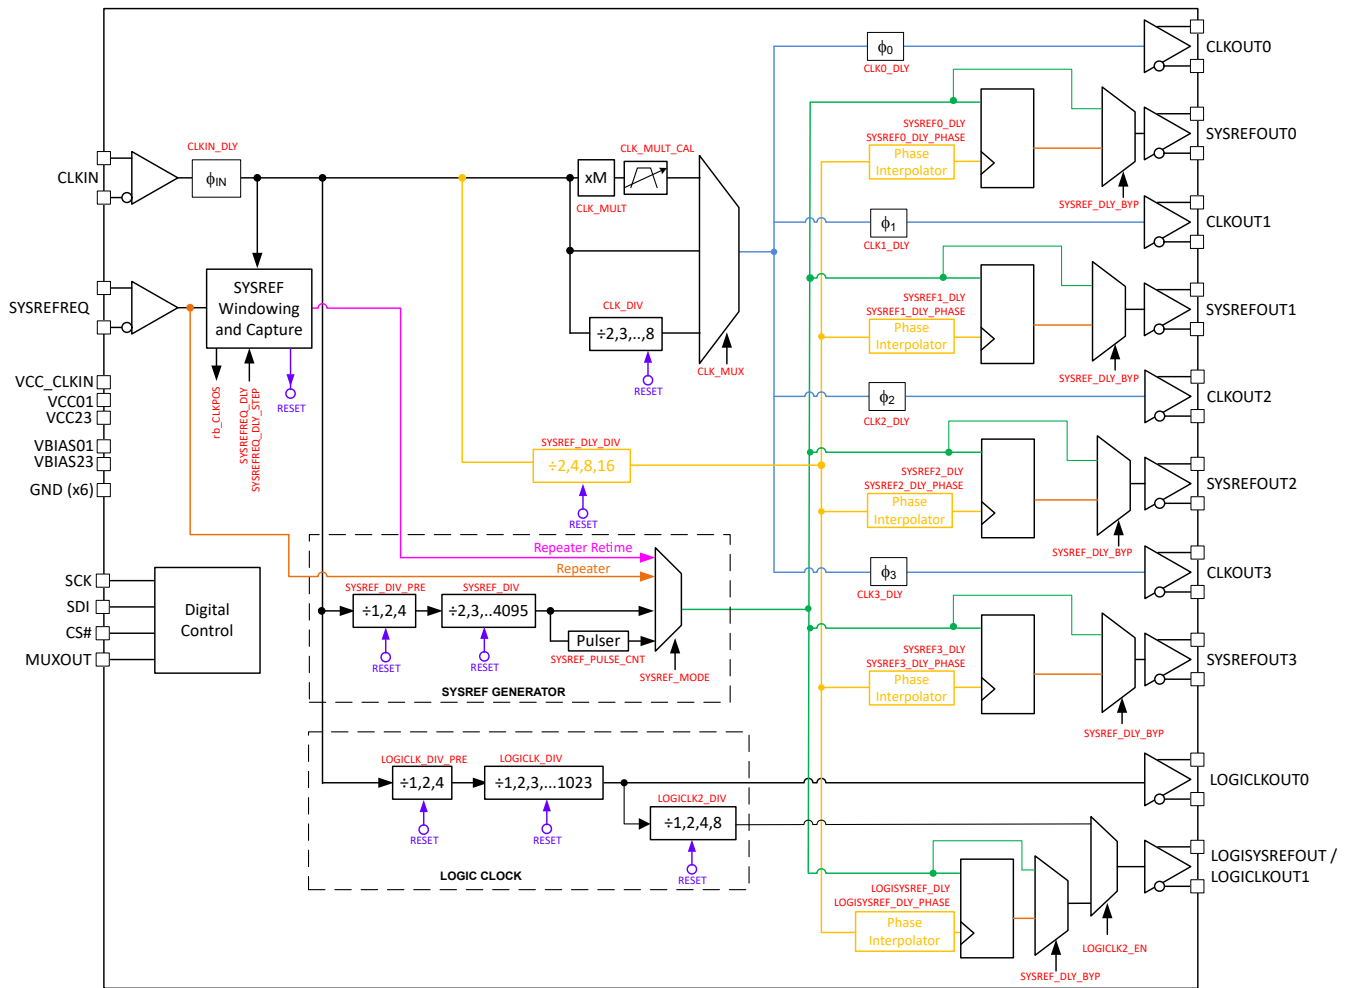 CLKOUT0
ϕ0
CLK0_DLY
SYSREF0_DLY
SYSREF0_DLY_PHASE
Phase
Interpolator
SYSREFOUT0
SYSREF_DLY_BYP
CLKIN
CLKIN_DLY
ϕIN
CLK_MULT_CAL
xM
CLK_MULT
CLKOUT1
ϕ1
CLK1_DLY
SYSREFREQ
SYSREF
Windowing
and Capture
rb_CLKPOS
SYSREFREQ_DLY
SYSREFREQ_DLY_STEP
RESET
CLK_DIV
÷2,3,..,8
RESET
CLK_MUX
SYSREF1_DLY
SYSREF1_DLY_PHASE
Phase
Interpolator
SYSREFOUT1
SYSREF_DLY_BYP
VCC_CLKIN
VCC01
VCC23
VBIAS01
VBIAS23
GND (x6)
CLKOUT2
ϕ2
CLK2_DLY
SYSREF_DLY_DIV
÷2,4,8,16
RESET
SYSREF2_DLY
SYSREF2_DLY_PHASE
Phase
Interpolator
SYSREFOUT2
SYSREF_DLY_BYP
Repeater Retime
Repeater
SYSREF_DIV_PRE
÷1,2,4
RESET
SYSREF_DIV
÷2,3,..4095
RESET
Pulser
SYSREF_PULSE_CNT
SYSREF_MODE
SYSREF GENERATOR
CLKOUT3
ϕ3
CLK3_DLY
SCK
SDI
CS#
MUXOUT
Digital
Control
SYSREF3_DLY
SYSREF3_DLY_PHASE
Phase
Interpolator
SYSREFOUT3
SYSREF_DLY_BYP
LOGICLK_DIV_PRE
÷1,2,4
RESET
LOGICLK_DIV
÷1,2,3,...1023
RESET
LOGICLK2_DIV
÷1,2,4,8
RESET
LOGIC CLOCK
LOGICLKOUT0
LOGISYSREFOUT /
LOGICLKOUT1
LOGISYSREF_DLY
LOGISYSREF_DLY_PHASE
Phase
Interpolator
LOGICLK2_EN
SYSREF_DLY_BYP